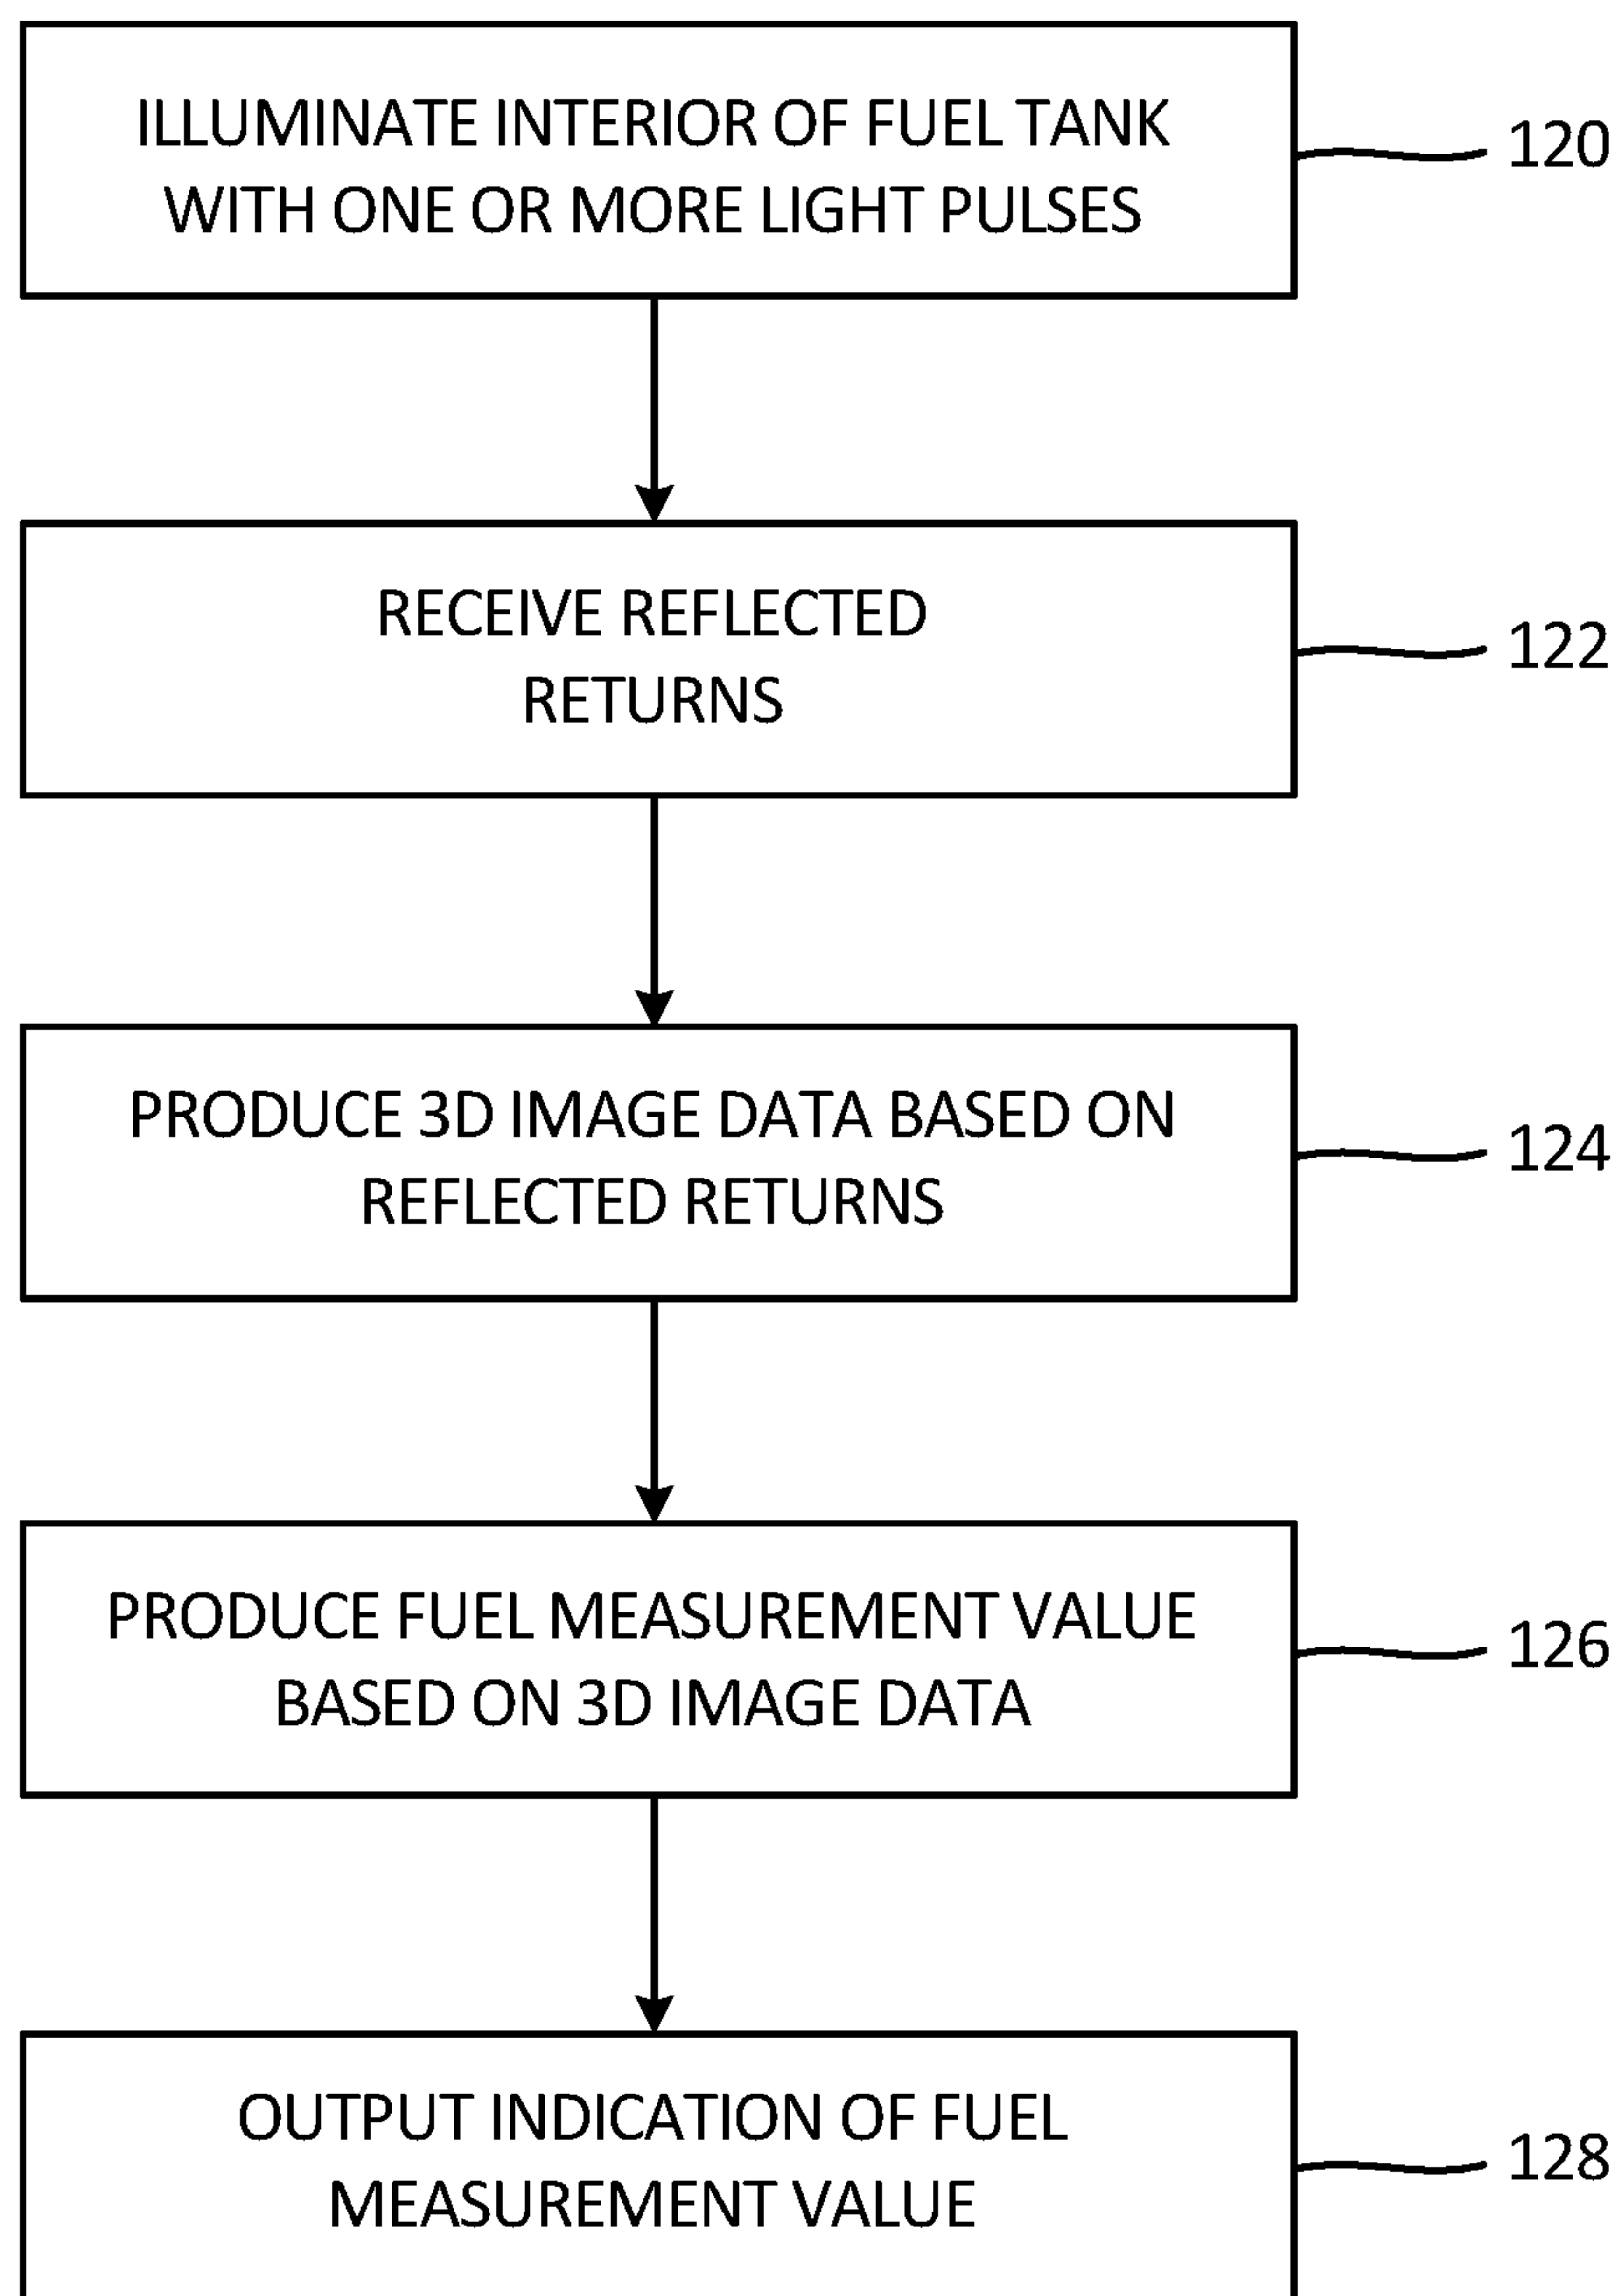 ILLUMINATE INTERIOR OF FUEL TANK
WITH ONE OR MORE LIGHT PULSES
120
RECEIVE REFLECTED
RETURNS
122
PRODUCE 3D IMAGE DATA BASED ON
REFLECTED RETURNS
124
PRODUCE FUEL MEASUREMENT VALUE
BASED ON 3D IMAGE DATA
126
OUTPUT INDICATION OF FUEL
MEASUREMENT VALUE
128